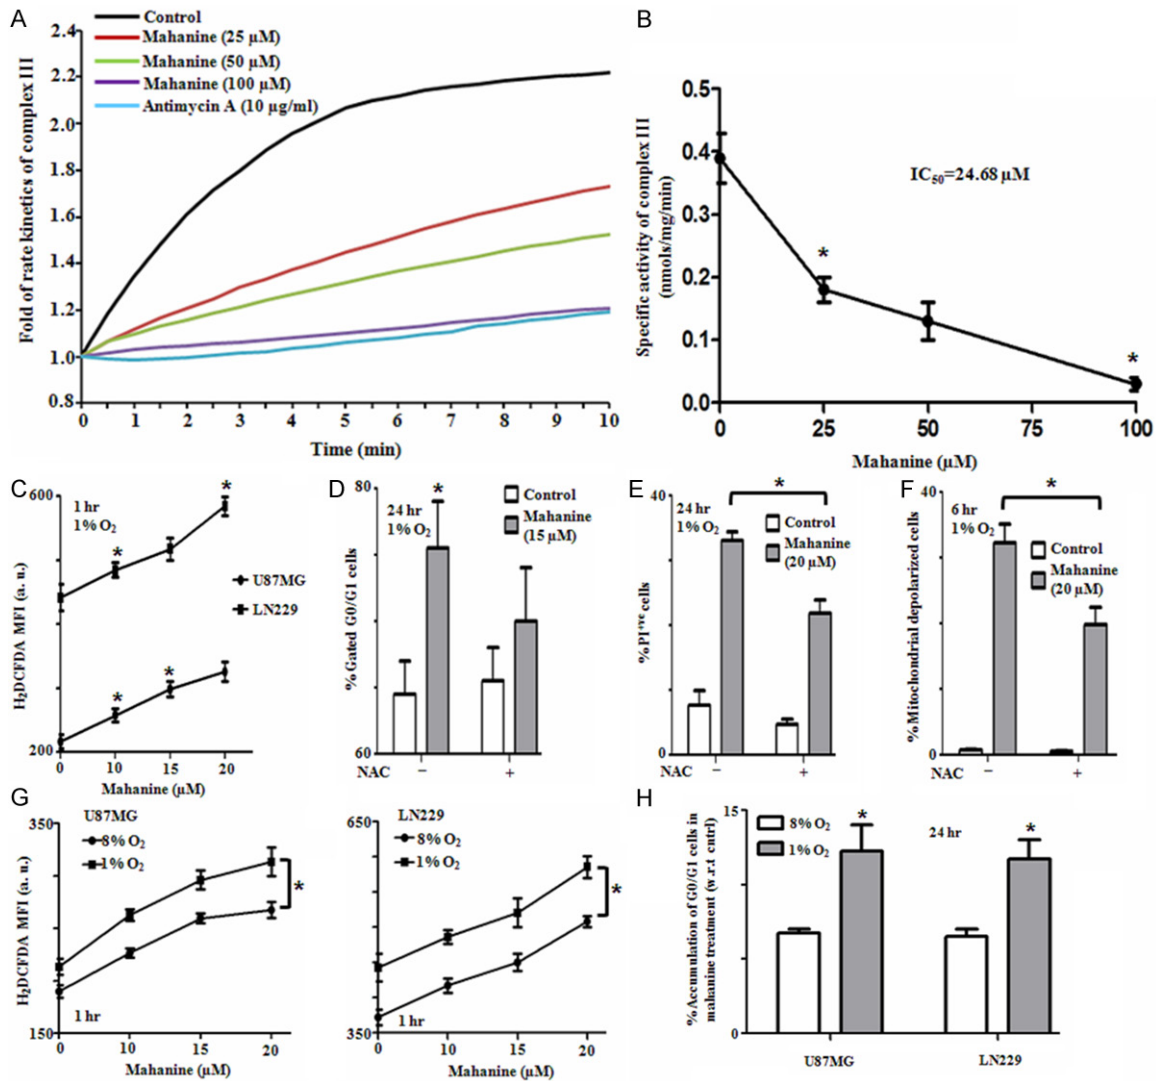 A
Control
Mahanine (25 µM)
Mahanine (50 µM)
Mahanine (100 µM)
Antimycin A (10 µg/ml)
Fold of rate kinetics of complex III
2.4
2.2
2.0
1.8
1.6
1.4
1.2
1.0
0.8
0 1 2 3 4 5 6 7 8 9 10
Time (min)
B
Specific activity of complex III
(nmols/mg/min)
0.5
0.4
0.3
0.2
0.1
0.0
IC50=24.68 µM
*
*
0 25 50 75 100
Mahanine (µM)
C
H2DCFDA MFI (a. u.)
600
200
1 hr
1% O2
* *
* *
U87MG
LN229
0 10 15 20
Mahanine (µM)
D
% Gated G0/G1 cells
80
60
24 hr
1% O2
*
Control
Mahanine
(15 µM)
NAC − +
E
% PI+ve cells
40
0
24 hr
1% O2
*
Control
Mahanine
(20 µM)
NAC − +
F
% Mitochondrial depolarized cells
40
0
6 hr
1% O2
*
Control
Mahanine
(20 µM)
NAC − +
G
H2DCFDA MFI (a. u.)
U87MG
8% O2
1% O2
350
150
*
1 hr
0 10 15 20
Mahanine (µM)
LN229
8% O2
1% O2
650
350
*
1 hr
0 10 15 20
Mahanine (µM)
H
% Accumulation of G0/G1 cells in
mahanine treatment (w.r.t cntrl)
15
0
8% O2
1% O2
24 hr
* *
U87MG LN229